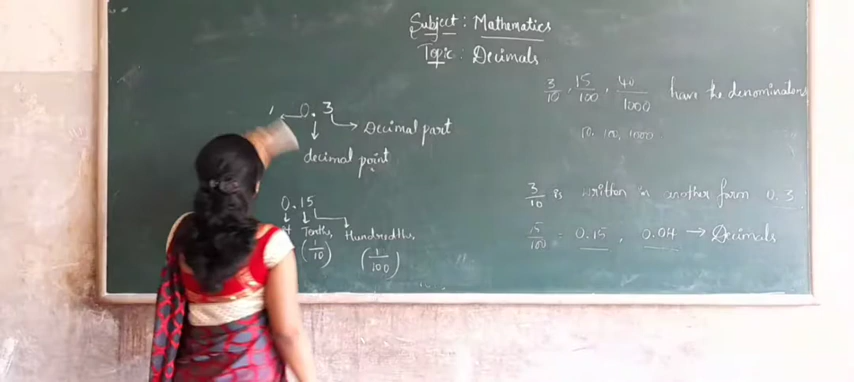 Subject : Mathematics
Topic : Decimals
3/10 , 15/100 , 40/1000 have the denominators
10, 100, 1000
0.3
Decimal part
decimal point
3/10 is written in another form 0.3
15/100 = 0.15 , 0.04 → Decimals
0.15
Tenths, Hundredths,
(1/10) (1/100)